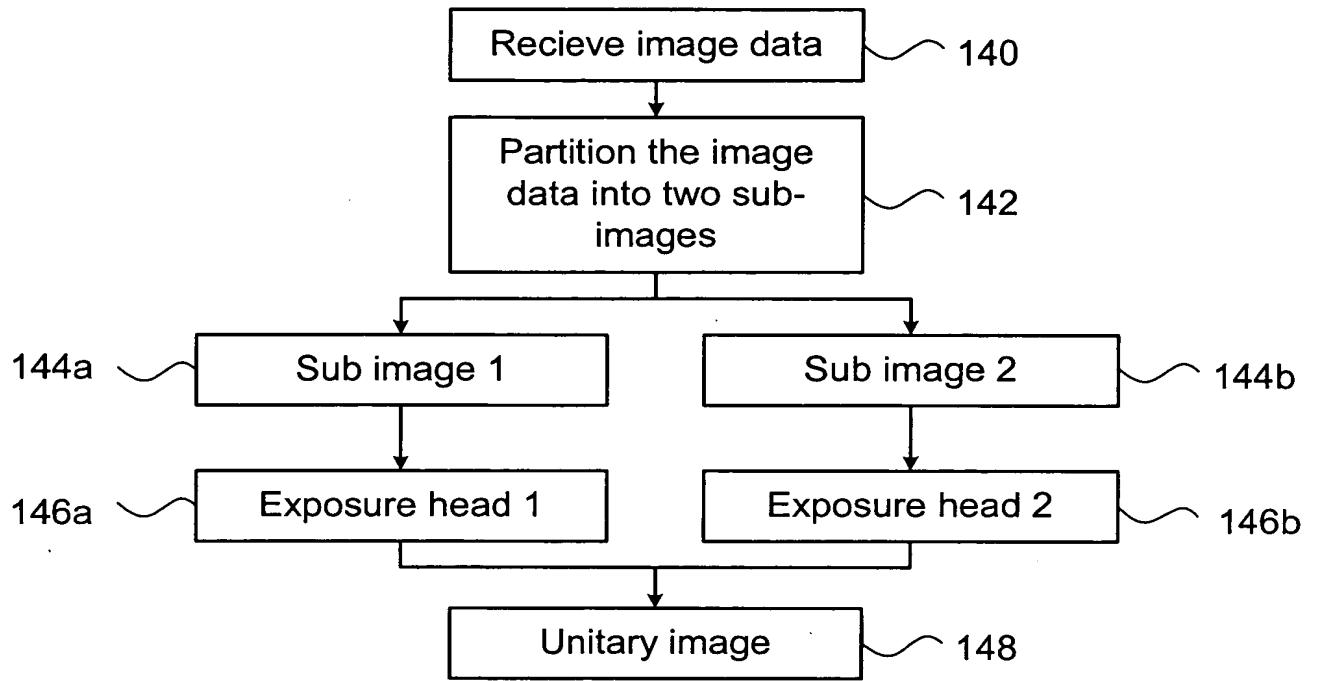 Recieve image data
140
Partition the image
data into two sub-
images
142
144a
Sub image 1
Sub image 2
144b
146a
Exposure head 1
Exposure head 2
146b
Unitary image
148